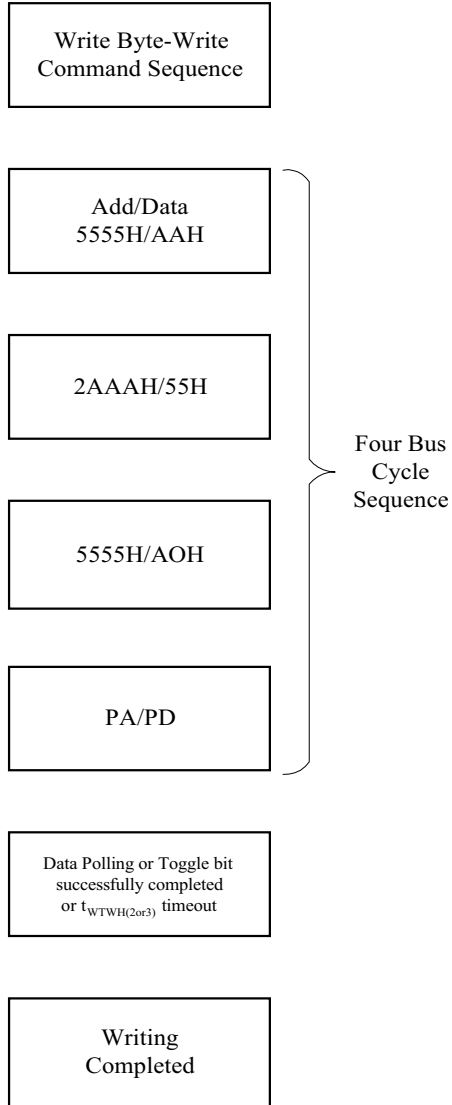 Write Byte-Write
Command Sequence
Add/Data
5555H/AAH
2AAAH/55H
Four Bus
Cycle
Sequence
5555H/AOH
PA/PD
Data Polling or Toggle bit
successfully completed
or tWTWH(2or3) timeout
Writing
Completed